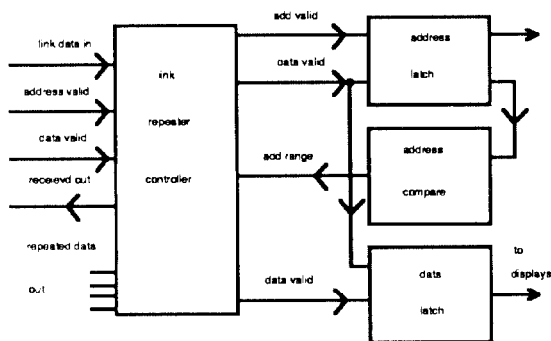 link data in
address valid
data valid
receievd out
repeated data
out
link
repeater
controller
add valid
data valid
add range
data valid
address
latch
address
compare
data
latch
to
displays